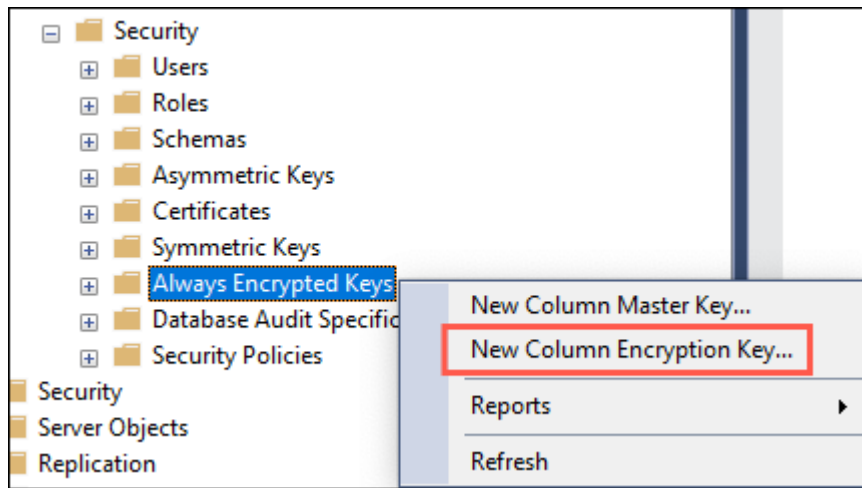 Security
Users
Roles
Schemas
Asymmetric Keys
Certificates
Symmetric Keys
Always Encrypted Keys
Database Audit Specific
Security Policies
Security
Server Objects
Replication
New Column Master Key...
New Column Encryption Key...
Reports
Refresh